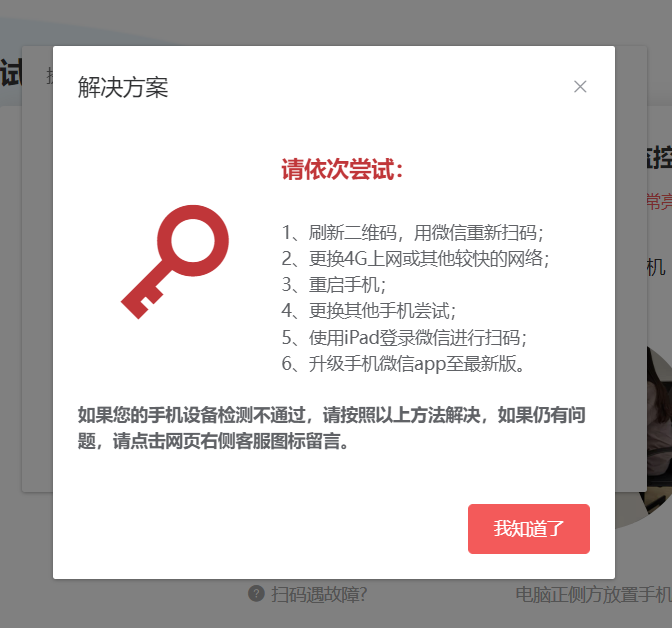 解决方案
请依次尝试：
1、刷新二维码，用微信重新扫码；
2、更换4G上网或其他较快的网络；
3、重启手机；
4、更换其他手机尝试；
5、使用iPad登录微信进行扫码；
6、升级手机微信app至最新版。
如果您的手机设备检测不通过，请按照以上方法解决，如果仍有问
题，请点击网页右侧客服图标留言。
我知道了
试
监控
常亮
机
? 扫码遇故障?
电脑正侧方放置手机